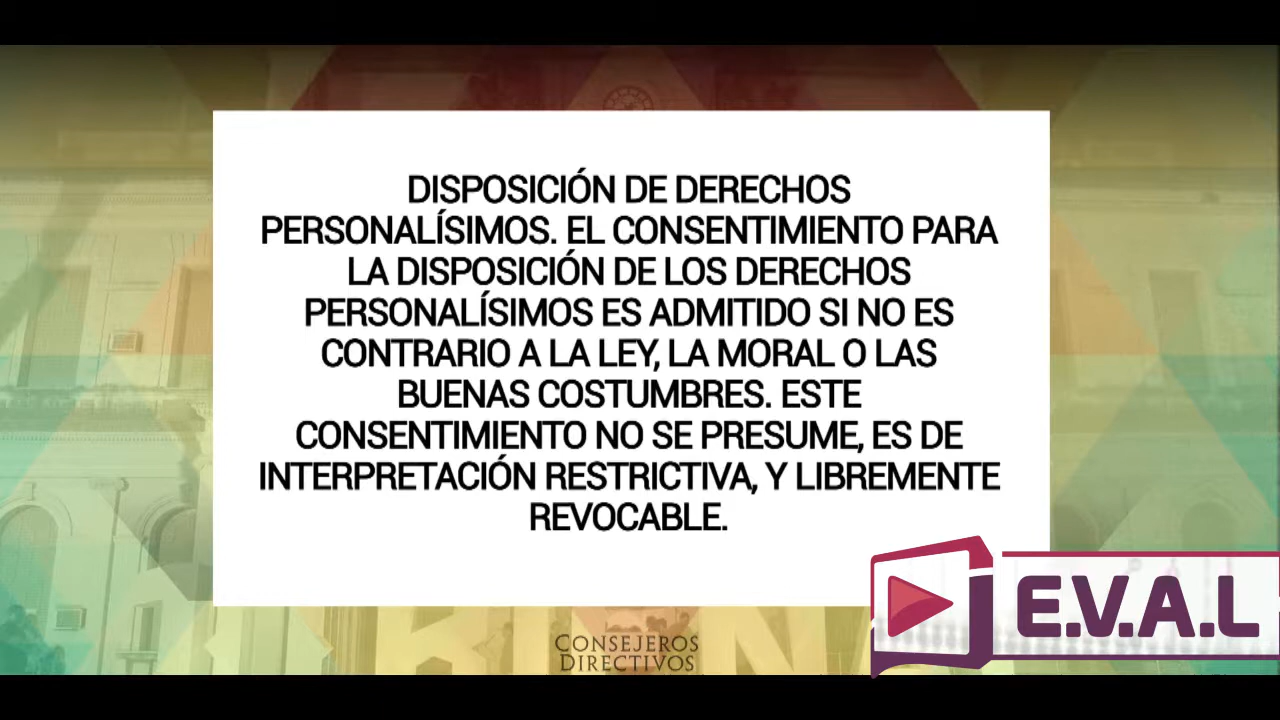 DISPOSICIÓN DE DERECHOS
PERSONALÍSIMOS. EL CONSENTIMIENTO PARA
LA DISPOSICIÓN DE LOS DERECHOS
PERSONALÍSIMOS ES ADMITIDO SI NO ES
CONTRARIO A LA LEY, LA MORAL O LAS
BUENAS COSTUMBRES. ESTE
CONSENTIMIENTO NO SE PRESUME, ES DE
INTERPRETACIÓN RESTRICTIVA, Y LIBREMENTE
REVOCABLE.
E.V.A.L
CONSEJEROS
DIRECTIVOS